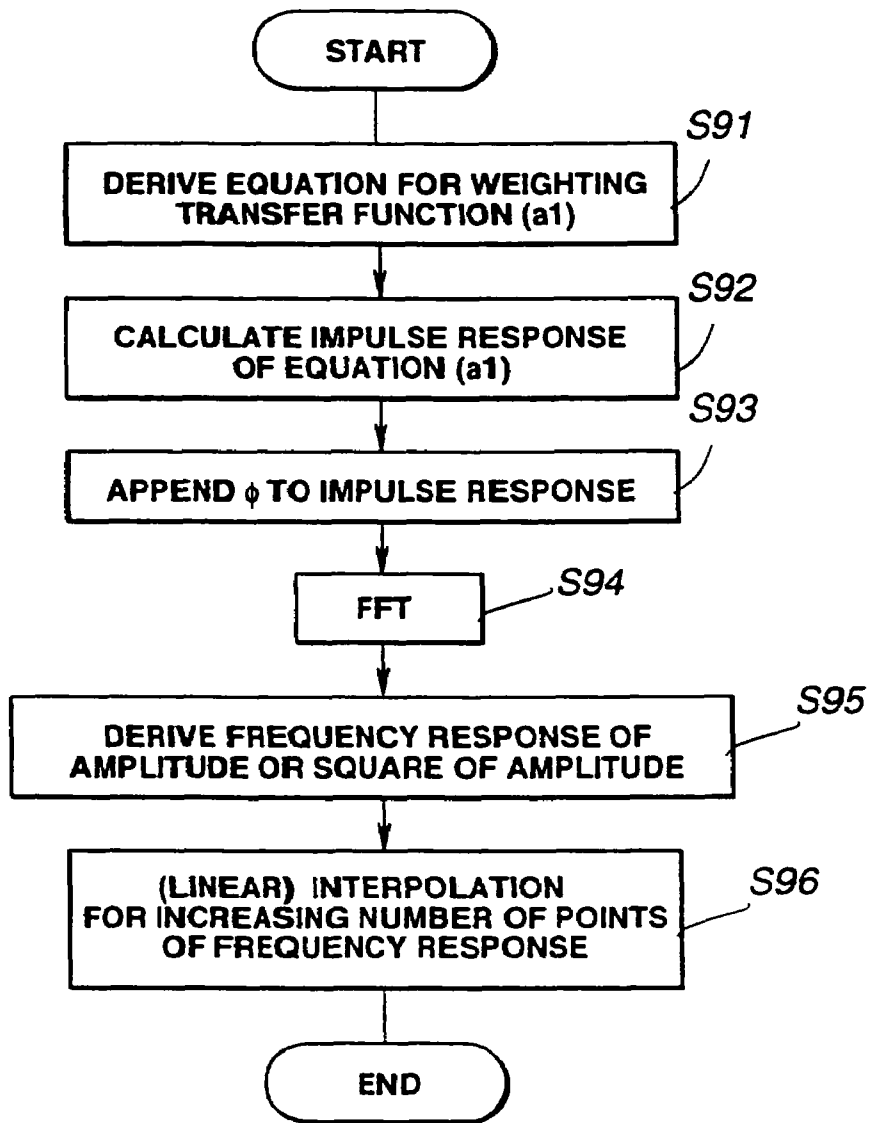 START
S91
DERIVE EQUATION FOR WEIGHTING
TRANSFER FUNCTION (a1)
S92
CALCULATE IMPULSE RESPONSE
OF EQUATION (a1)
S93
APPEND ϕ TO IMPULSE RESPONSE
S94
FFT
S95
DERIVE FREQUENCY RESPONSE OF
AMPLITUDE OR SQUARE OF AMPLITUDE
S96
(LINEAR) INTERPOLATION
FOR INCREASING NUMBER OF POINTS
OF FREQUENCY RESPONSE
END